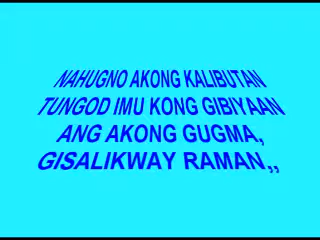 NAHUGNO AKONG KALIBUTAN
TUNGOD IMU KONG GIBIYAAN
ANG AKONG GUGMA,
GISALIKWAY RAMAN,,